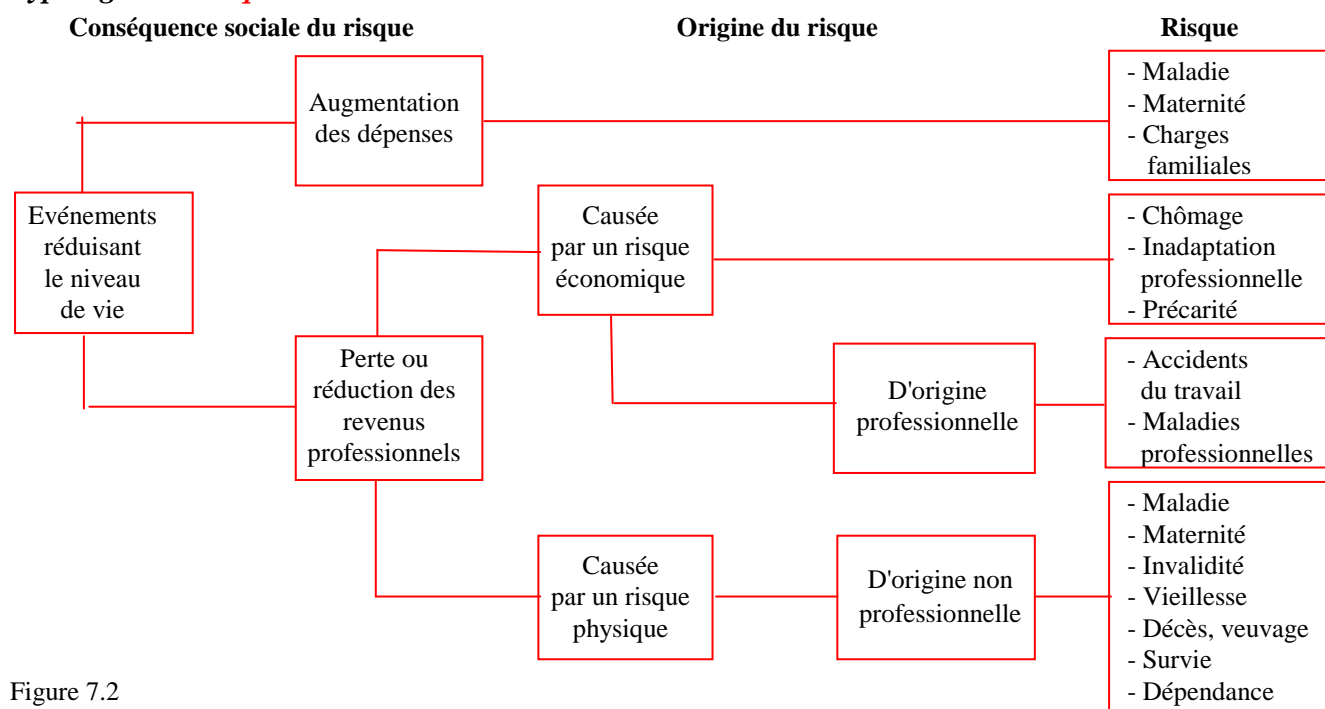 Conséquence sociale du risque
Origine du risque
Risque
Augmentation
des dépenses
- Maladie
- Maternité
- Charges
familiales
Evénements
réduisant
le niveau
de vie
Causée
par un risque
économique
- Chômage
- Inadaptation
professionnelle
- Précarité
Perte ou
réduction des
revenus
professionnels
D'origine
professionnelle
- Accidents
du travail
- Maladies
professionnelles
Causée
par un risque
physique
D'origine non
professionnelle
- Maladie
- Maternité
- Invalidité
- Vieillesse
- Décès, veuvage
- Survie
- Dépendance
Figure 7.2